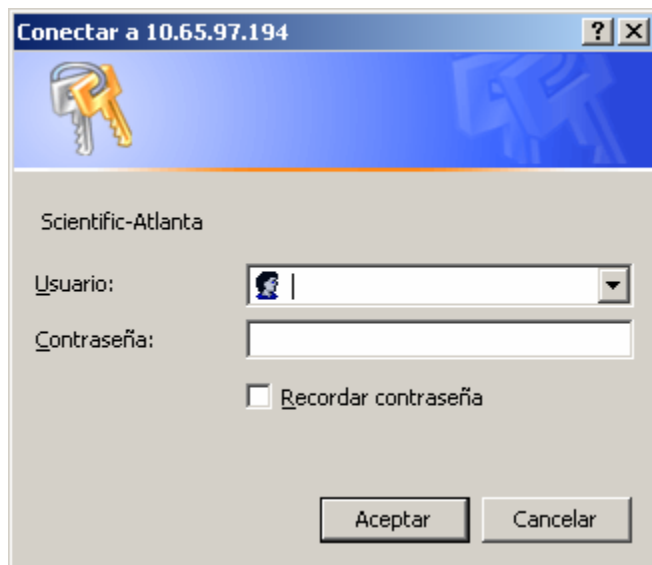 Conectar a 10.65.97.194
Scientific-Atlanta
Usuario:
Contraseña:
Recordar contraseña
Aceptar Cancelar